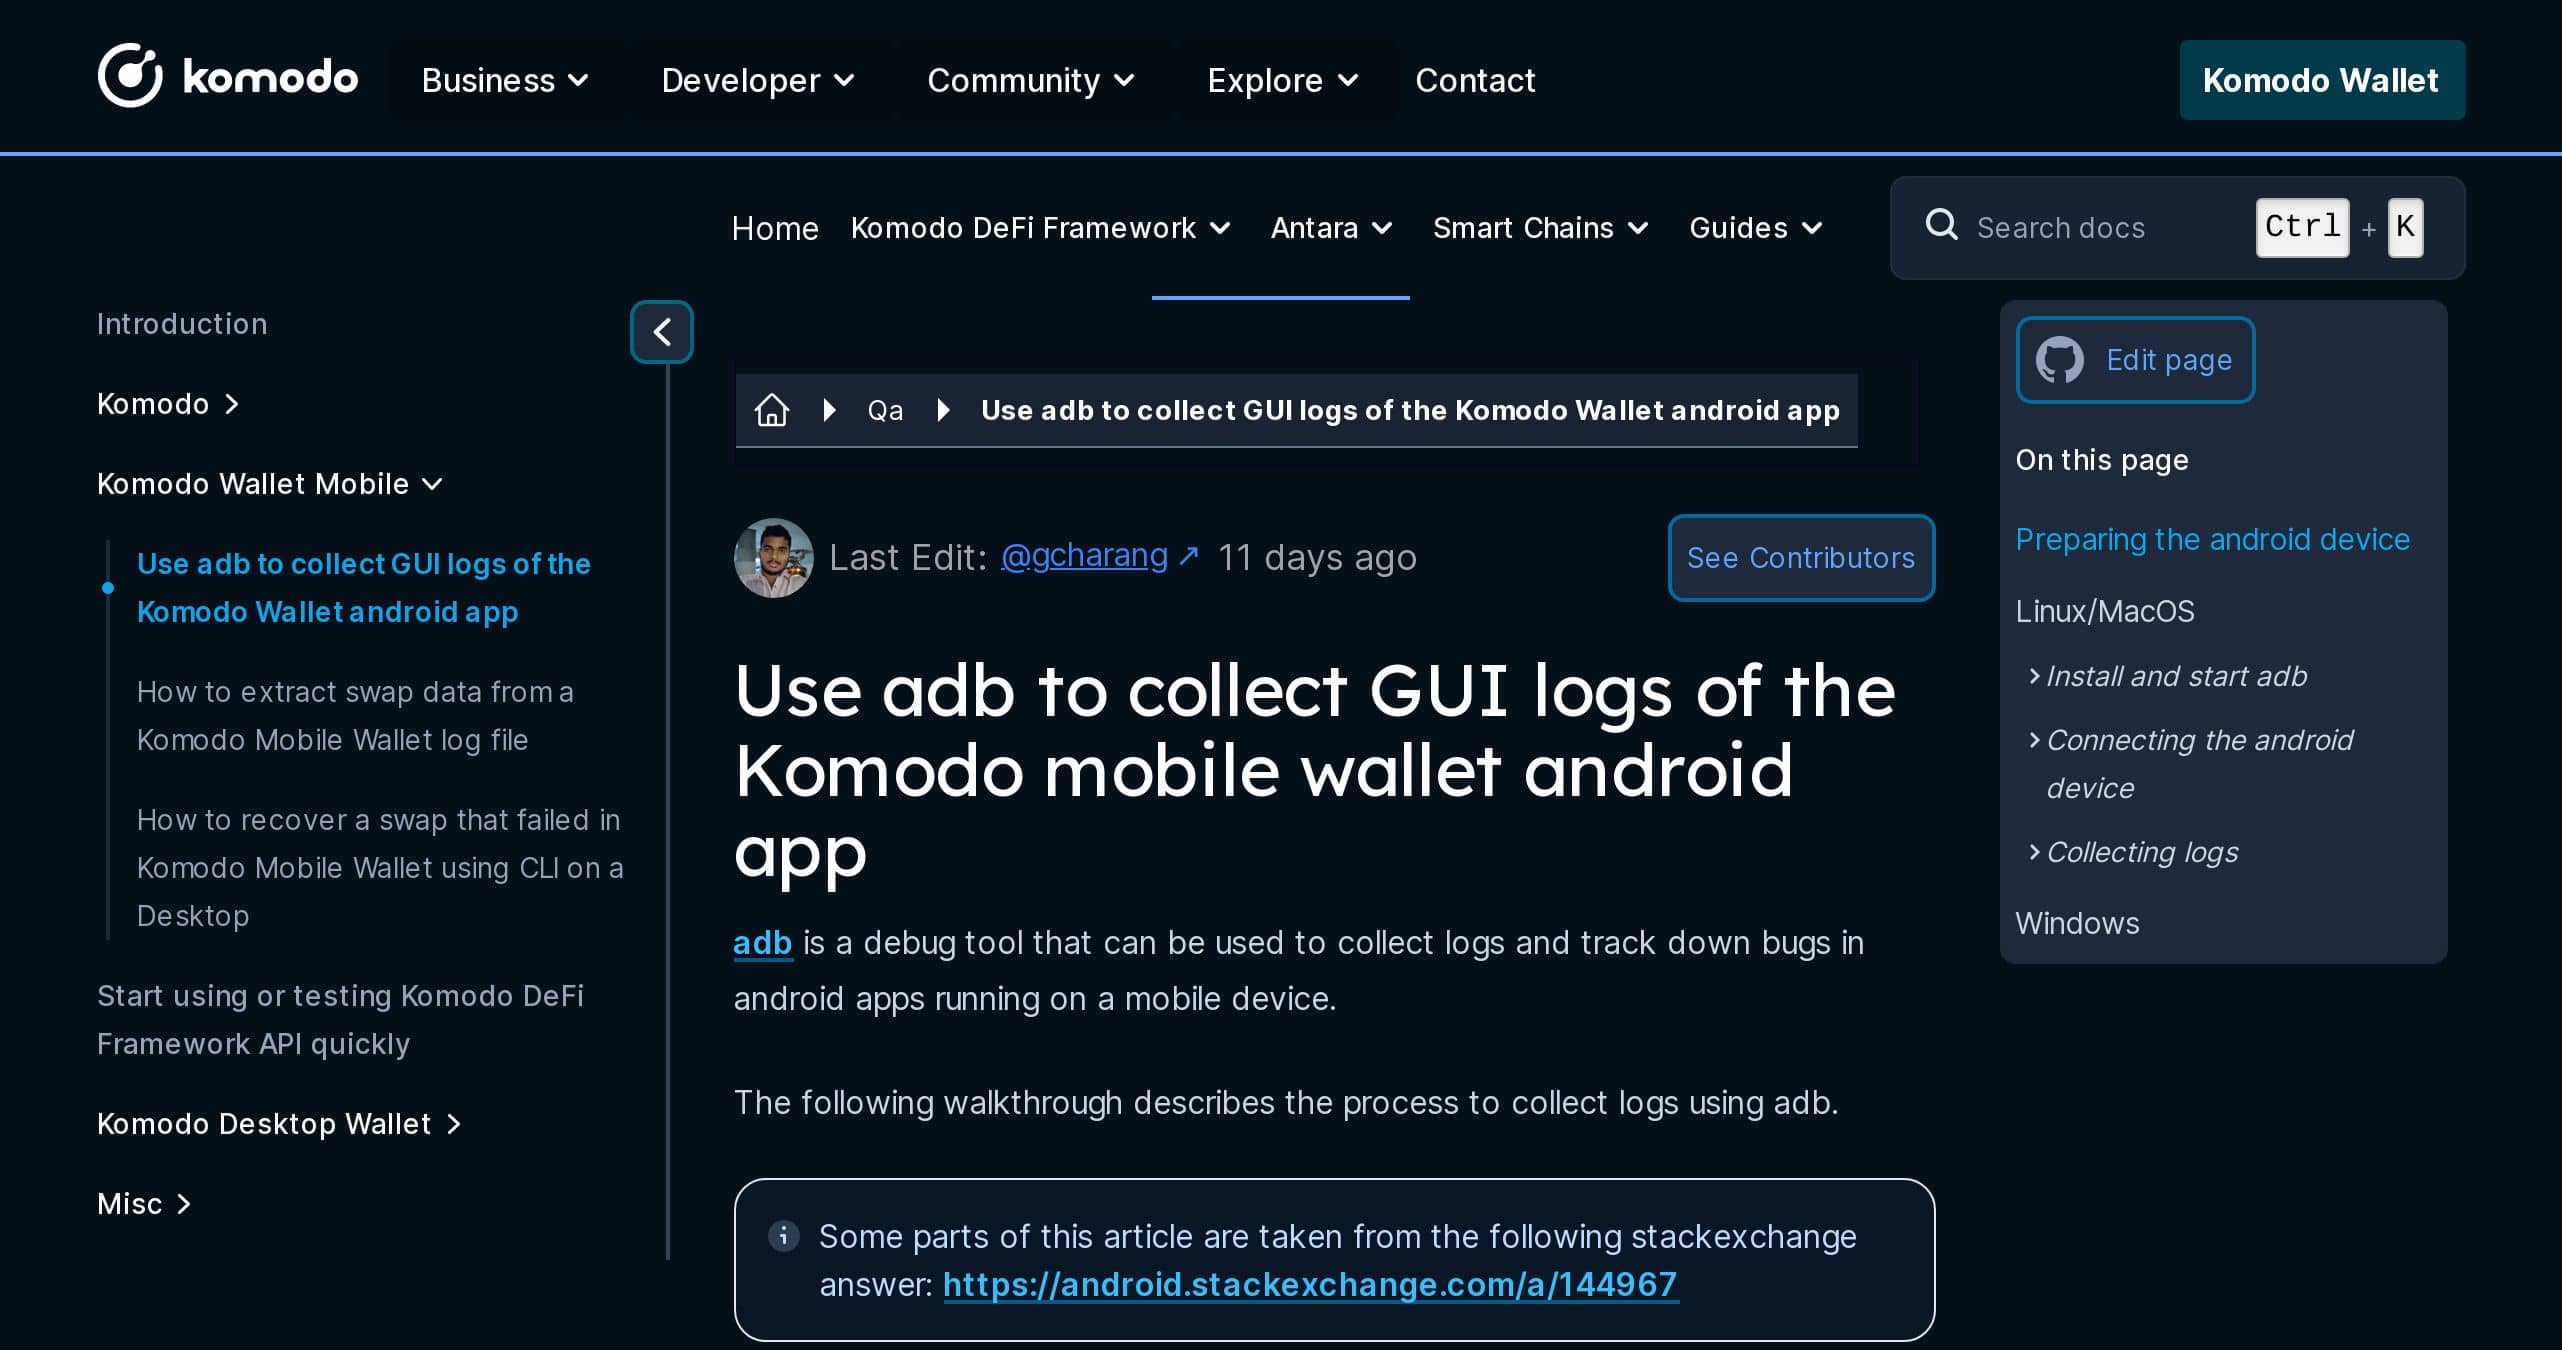 komodo
Business
Developer
Community
Explore
Contact
Komodo Wallet
Home
Komodo DeFi Framework
Antara
Smart Chains
Guides
Search docs
Ctrl + K
Introduction
Komodo
Komodo Wallet Mobile
Use adb to collect GUI logs of the
Komodo Wallet android app
How to extract swap data from a
Komodo Mobile Wallet log file
How to recover a swap that failed in
Komodo Mobile Wallet using CLI on a
Desktop
Start using or testing Komodo DeFi
Framework API quickly
Komodo Desktop Wallet
Misc
Qa
Use adb to collect GUI logs of the Komodo Wallet android app
Last Edit: @gcharang ↗ 11 days ago
See Contributors
Use adb to collect GUI logs of the
Komodo mobile wallet android
app
adb is a debug tool that can be used to collect logs and track down bugs in
android apps running on a mobile device.
The following walkthrough describes the process to collect logs using adb.
Some parts of this article are taken from the following stackexchange
answer: https://android.stackexchange.com/a/144967
Edit page
On this page
Preparing the android device
Linux/MacOS
Install and start adb
Connecting the android
device
Collecting logs
Windows